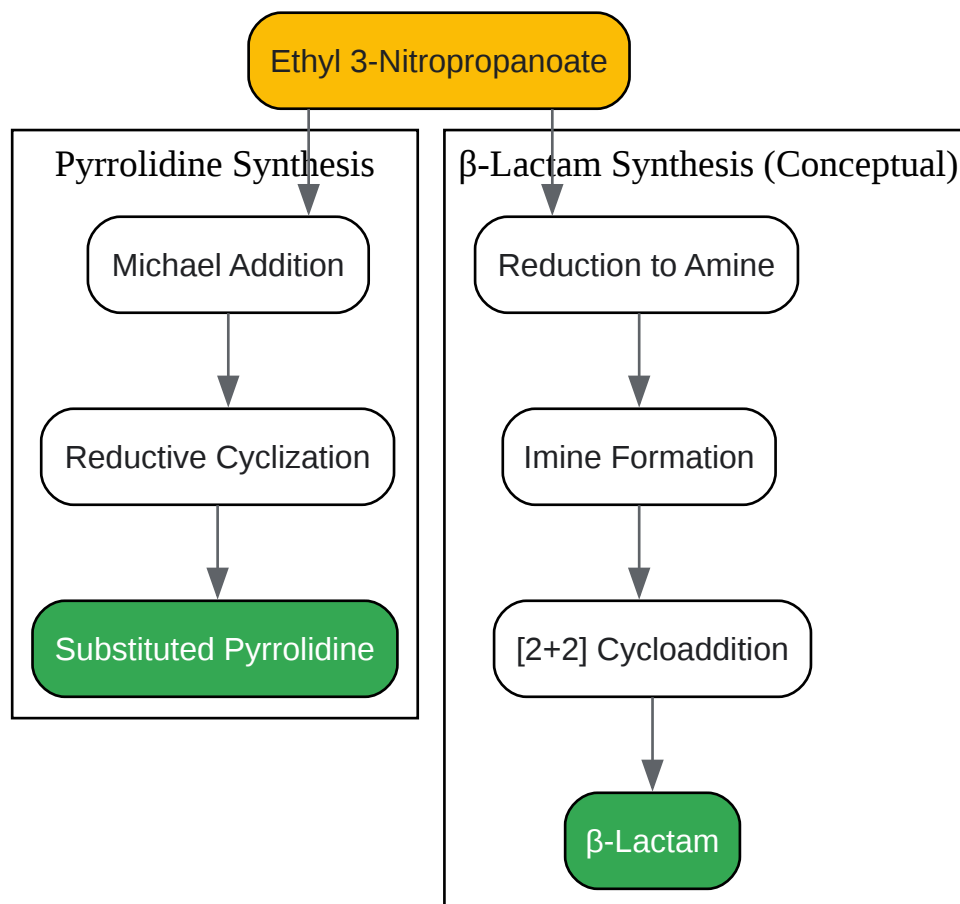 Ethyl 3-Nitropropanoate
Pyrrolidine Synthesis
Michael Addition
Reductive Cyclization
Substituted Pyrrolidine
β-Lactam Synthesis (Conceptual)
Reduction to Amine
Imine Formation
[2+2] Cycloaddition
β-Lactam